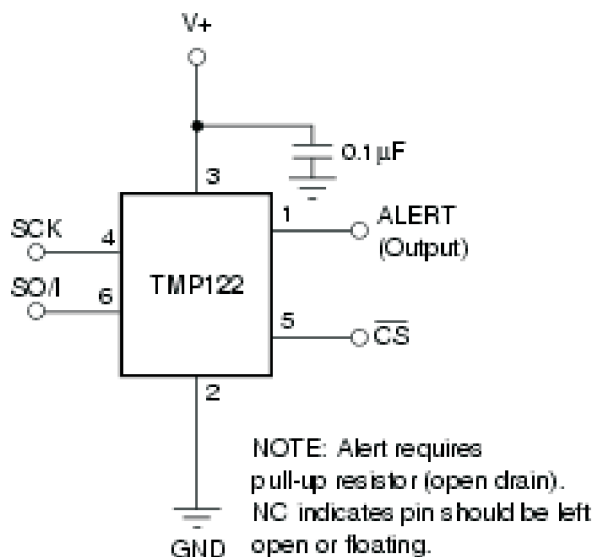 V+
0.1µF
3
1
ALERT
(Output)
SCK
4
SO/I
6
TMP122
5
CS
2
NOTE: Alert requires
pull-up resistor (open drain).
NC indicates pin should be left
open or floating.
GND